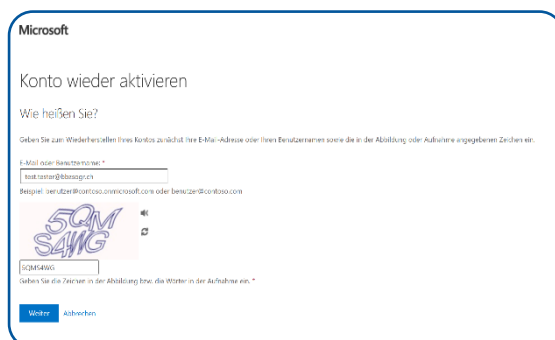 Microsoft
Konto wieder aktivieren
Wie heißen Sie?
Geben Sie zum Wiederherstellen Ihres Kontos zunächst Ihre E-Mail-Adresse oder Ihren Benutzernamen sowie die in der Abbildung oder Aufnahme angegebenen Zeichen ein.
E-Mail oder Benutzername: *
Beispiel: benutzer@contoso.onmicrosoft.com oder benutzer@contoso.com
5QM
S4WG
5QMS4WG
Geben Sie die Zeichen in der Abbildung bzw. die Wörter in der Aufnahme ein. *
Weiter Abbrechen